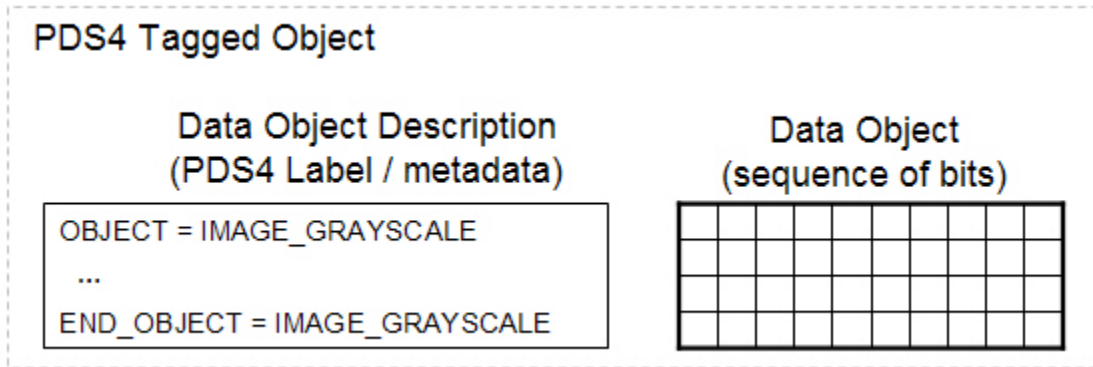 PDS4 Tagged Object
Data Object Description
(PDS4 Label / metadata)
OBJECT = IMAGE_GRAYSCALE
...
END_OBJECT = IMAGE_GRAYSCALE
Data Object
(sequence of bits)